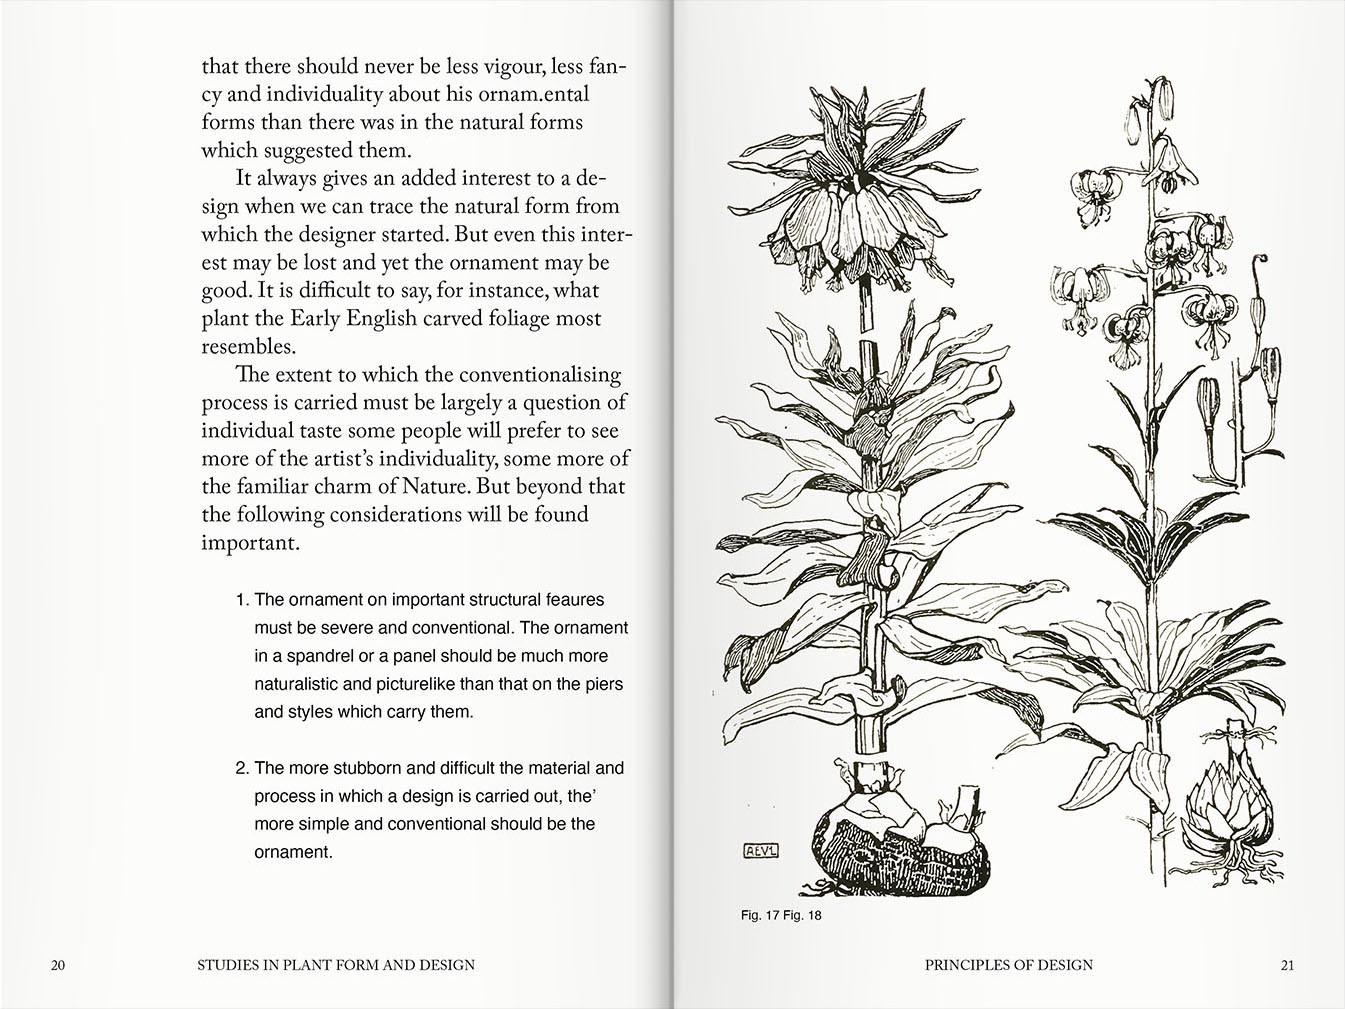 that there should never be less vigour, less fan-
cy and individuality about his ornam.ental
forms than there was in the natural forms
which suggested them.
It always gives an added interest to a de-
sign when we can trace the natural form from
which the designer started. But even this inter-
est may be lost and yet the ornament may be
good. It is difficult to say, for instance, what
plant the Early English carved foliage most
resembles.
The extent to which the conventionalising
process is carried must be largely a question of
individual taste some people will prefer to see
more of the artist's individuality, some more of
the familiar charm of Nature. But beyond that
the following considerations will be found
important.
1. The ornament on important structural feaures
must be severe and conventional. The ornament
in a spandrel or a panel should be much more
naturalistic and picturelike than that on the piers
and styles which carry them.
2. The more stubborn and difficult the material and
process in which a design is carried out, the'
more simple and conventional should be the
ornament.
20
STUDIES IN PLANT FORM AND DESIGN
AEVL
Fig. 17 Fig. 18
PRINCIPLES OF DESIGN
21